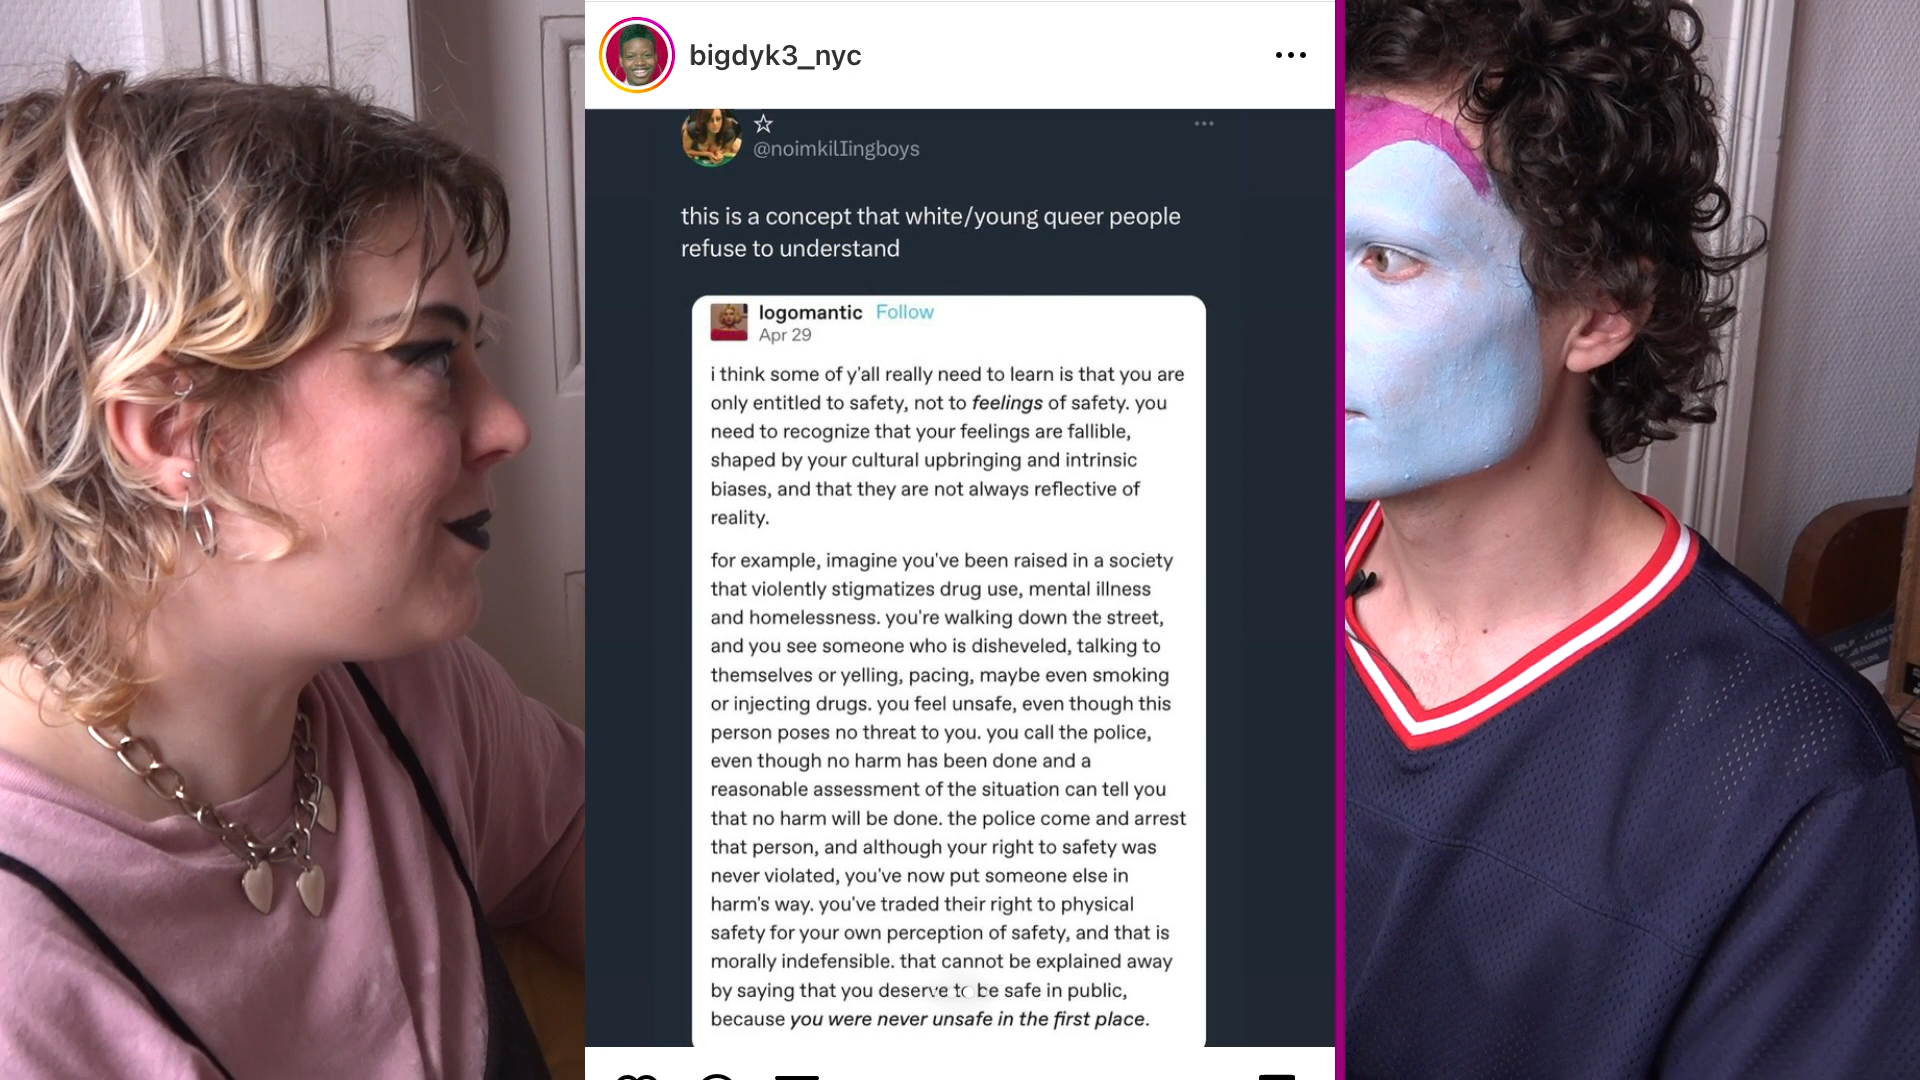 bigdyk3_nyc
@noimkilIingboys
this is a concept that white/young queer people
refuse to understand
logomantic Follow
Apr 29
i think some of y'all really need to learn is that you are
only entitled to safety, not to feelings of safety. you
need to recognize that your feelings are fallible,
shaped by your cultural upbringing and intrinsic
biases, and that they are not always reflective of
reality.
for example, imagine you've been raised in a society
that violently stigmatizes drug use, mental illness
and homelessness. you're walking down the street,
and you see someone who is disheveled, talking to
themselves or yelling, pacing, maybe even smoking
or injecting drugs. you feel unsafe, even though this
person poses no threat to you. you call the police,
even though no harm has been done and a
reasonable assessment of the situation can tell you
that no harm will be done. the police come and arrest
that person, and although your right to safety was
never violated, you've now put someone else in
harm's way. you've traded their right to physical
safety for your own perception of safety, and that is
morally indefensible. that cannot be explained away
by saying that you deserve to be safe in public,
because you were never unsafe in the first place.